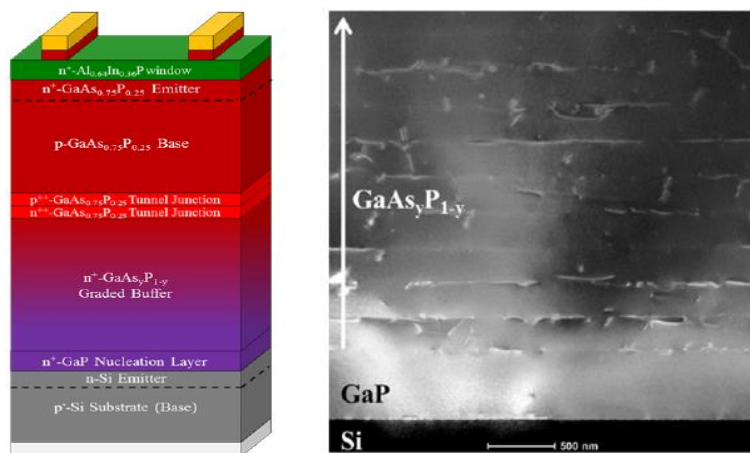 n⁺-Al₀.₆₄In₀.₃₆P window
n⁺-GaAs₀.₇₅P₀.₂₅ Emitter
p-GaAs₀.₇₅P₀.₂₅ Base
p⁺⁺-GaAs₀.₇₅P₀.₂₅ Tunnel Junction
n⁺⁺-GaAs₀.₇₅P₀.₂₅ Tunnel Junction
n⁺-GaAsᵧP₁₋ᵧ
Graded Buffer
n⁺-GaP Nucleation Layer
n-Si Emitter
p⁻-Si Substrate (Base)
GaAsᵧP₁₋ᵧ
GaP
Si
500 nm